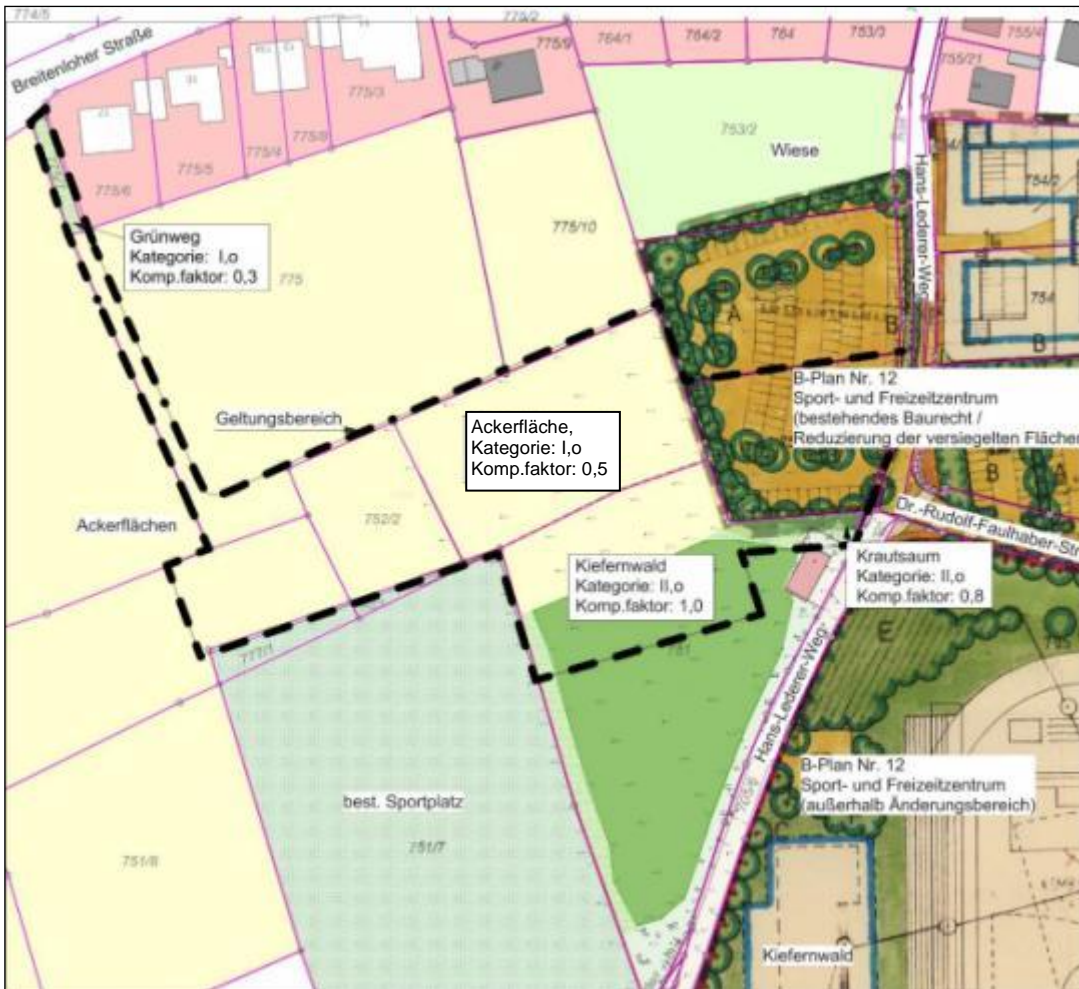 774/5
Breitenloher Straße
775/2
775/9
764/1
764/2
764
753/3
755/4
755/21
775/3
775/8
775/4
775/5
775/6
753/2
Wiese
754/2
Hans-Lederer-Weg
Grünweg
Kategorie: I,o
Komp.faktor: 0,3
775
775/10
754
A
B
B
B-Plan Nr. 12
Sport- und Freizeitzentrum
(bestehendes Baurecht /
Reduzierung der versiegelten Flächen
Geltungsbereich
Ackerfläche,
Kategorie: I,o
Komp.faktor: 0,5
B
A
Dr.-Rudolf-Faulhaber-Str
Ackerflächen
752/2
Kiefernwald
Kategorie: II,o
Komp.faktor: 1,0
Krautsaum
Kategorie: II,o
Komp.faktor: 0,8
777/1
781
E
Hans-Lederer-Weg
B-Plan Nr. 12
Sport- und Freizeitzentrum
(außerhalb Änderungsbereich)
best. Sportplatz
751/7
751/8
Kiefernwald